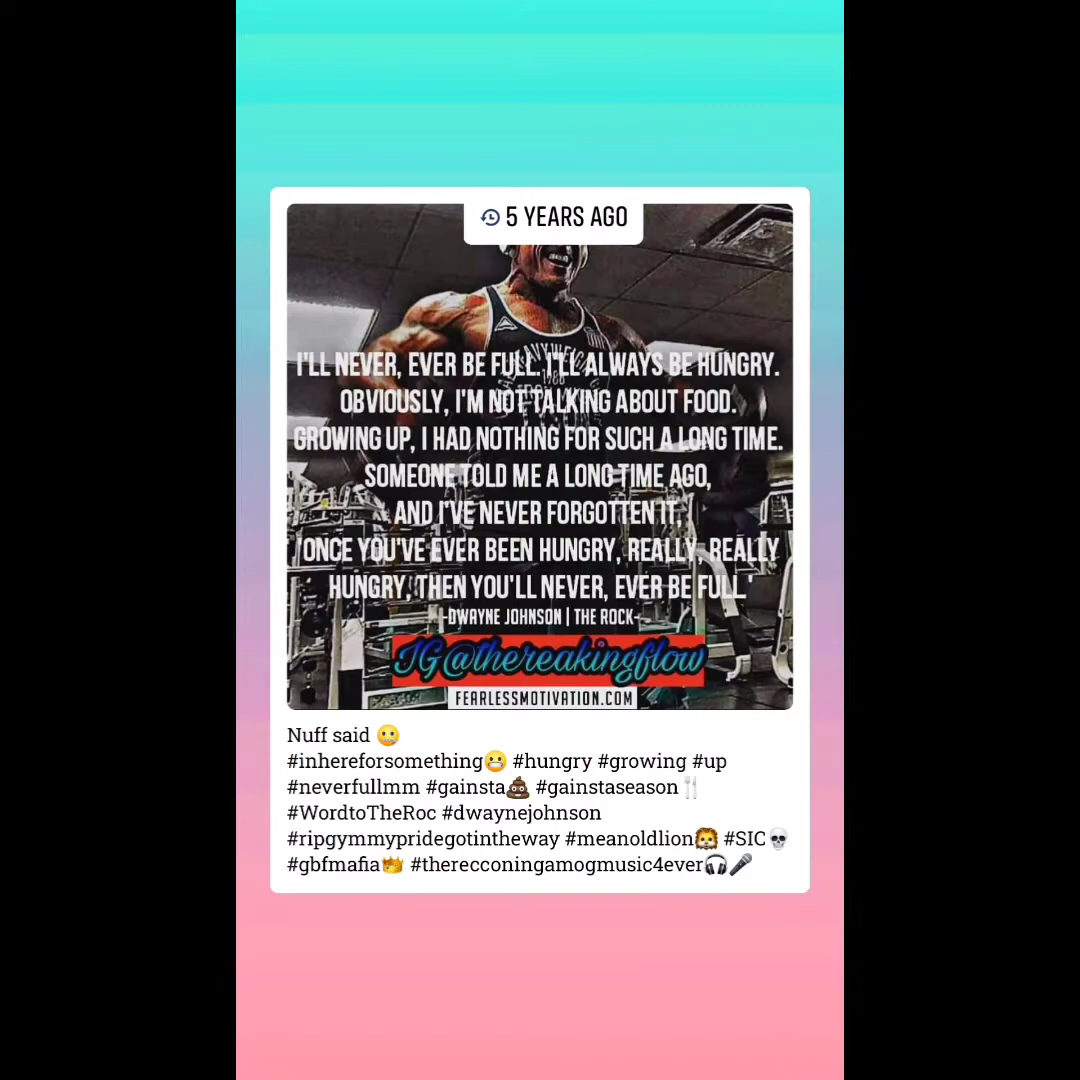 5 YEARS AGO
I'LL NEVER, EVER BE FULL. I'LL ALWAYS BE HUNGRY.
OBVIOUSLY, I'M NOT TALKING ABOUT FOOD.
GROWING UP, I HAD NOTHING FOR SUCH A LONG TIME.
SOMEONE TOLD ME A LONG TIME AGO,
AND I'VE NEVER FORGOTTEN IT,
'ONCE YOU'VE EVER BEEN HUNGRY, REALLY, REALLY
HUNGRY, THEN YOU'LL NEVER, EVER BE FULL.'
-DWAYNE JOHNSON | THE ROCK-
IG@thereakingflow
FEARLESSMOTIVATION.COM
Nuff said 😬
#inhereforsomething😬 #hungry #growing #up
#neverfullmm #gainsta💩 #gainstaseason🍴
#WordtoTheRoc #dwaynejohnson
#ripgymmypridegotintheway #meanoldlion🦁 #SIC💀
#gbfmafia👑 #therecconingamogmusic4ever🎧🎤